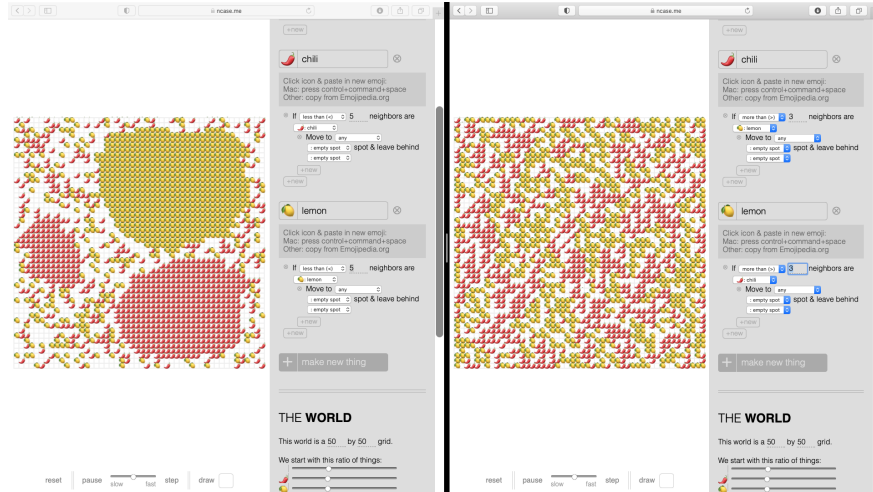 ncase.me
+new
chili
Click icon & paste in new emoji:
Mac: press control+command+space
Other: copy from Emojipedia.org
If less than (<) 5 neighbors are
: chili
Move to any
: empty spot spot & leave behind
: empty spot
+new
+new
lemon
Click icon & paste in new emoji:
Mac: press control+command+space
Other: copy from Emojipedia.org
If less than (<) 5 neighbors are
: lemon
Move to any
: empty spot spot & leave behind
: empty spot
+new
+new
+ make new thing
THE WORLD
This world is a 50 by 50 grid.
We start with this ratio of things:
reset pause slow fast step draw
ncase.me
+new
chili
Click icon & paste in new emoji:
Mac: press control+command+space
Other: copy from Emojipedia.org
If more than (>) 3 neighbors are
: lemon
Move to any
: empty spot spot & leave behind
: empty spot
+new
+new
lemon
Click icon & paste in new emoji:
Mac: press control+command+space
Other: copy from Emojipedia.org
If more than (>) 3 neighbors are
: chili
Move to any
: empty spot spot & leave behind
: empty spot
+new
+new
+ make new thing
THE WORLD
This world is a 50 by 50 grid.
We start with this ratio of things:
reset pause slow fast step draw